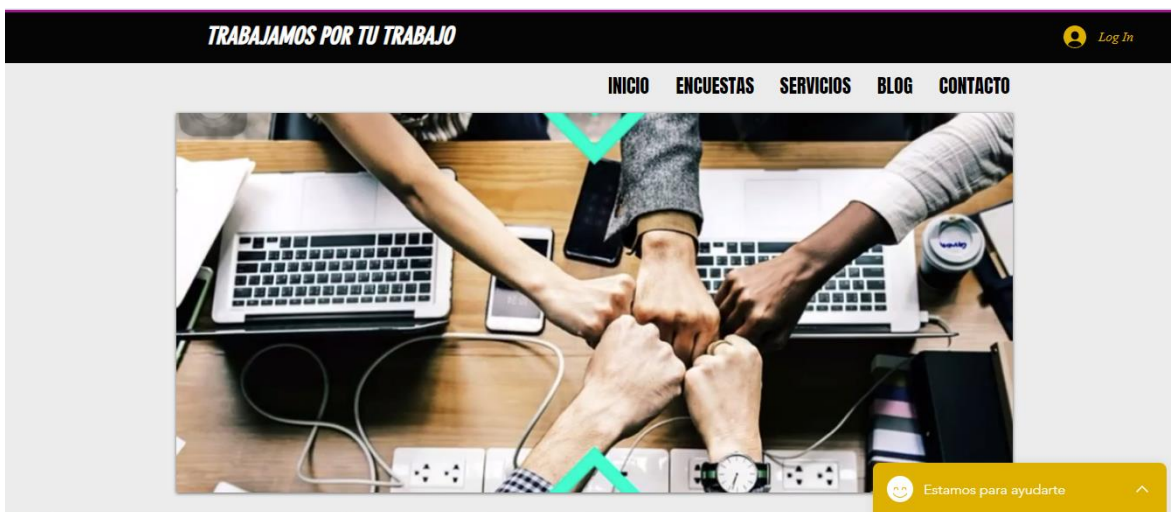 TRABAJAMOS POR TU TRABAJO
Log In
INICIO ENCUESTAS SERVICIOS BLOG CONTACTO
Estamos para ayudarte